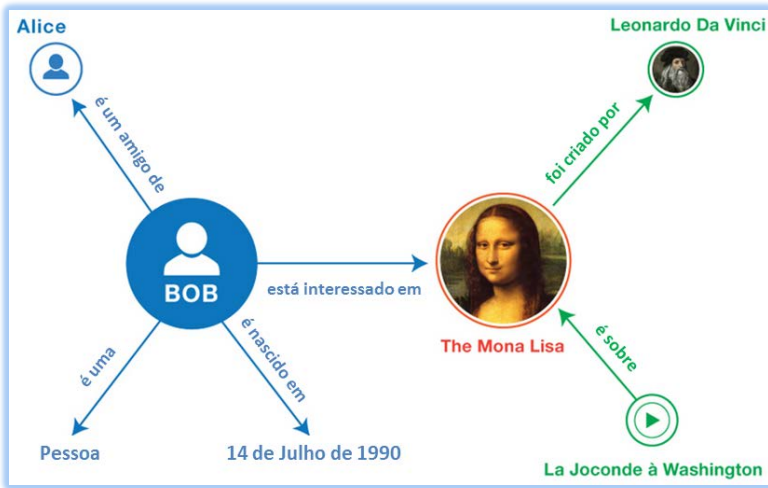 Alice
Leonardo Da Vinci
é um amigo de
foi criado por
BOB
está interessado em
The Mona Lisa
é uma
é nascido em
é sobre
Pessoa
14 de Julho de 1990
La Joconde à Washington